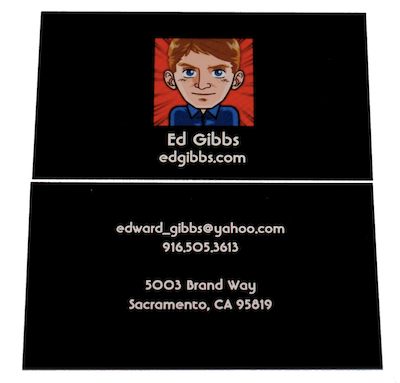 Ed Gibbs
edgibbs.com
edward_gibbs@yahoo.com
916.505.3613
5003 Brand Way
Sacramento, CA 95819